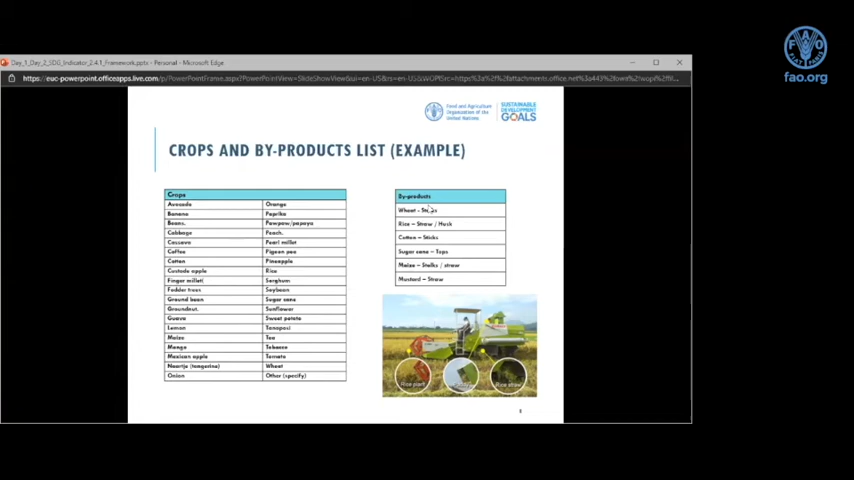 FAO
FIAT PANIS
fao.org
Day_1_Day_2_SDG_Indicator_2.4.1_Framework.pptx - Personal - Microsoft Edge
Food and Agriculture
Organization of the
United Nations
SUSTAINABLE
DEVELOPMENT
GOALS
CROPS AND BY-PRODUCTS LIST (EXAMPLE)
Crops
Avocado Orange
Banana Paprika
Beans. Pawpaw/papaya
Cabbage Peach.
Cassava Pearl millet
Coffee Pigeon pea
Cotton Pineapple
Custode apple Rice
Finger millet( Sorghum
Fodder trees Soybean
Ground bean Sugar cane
Groundnut. Sunflower
Guava Sweet potato
Lemon
Maize Tea
Mango Tobacco
Mexican apple Tomato
Naartje (tangerine) Wheat
Onion Other (specify)
By-products
Wheat -
Rice – Straw / Husk
Cotton – Sticks
Sugar cane – Tops
Maize – Stalks / straw
Mustard – Straw
Rice plant
Rice straw
8